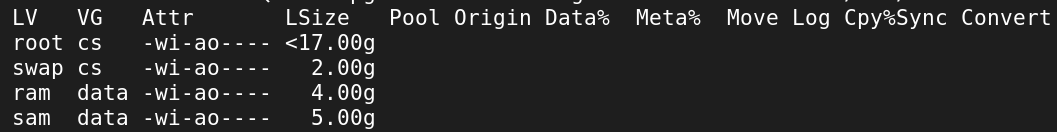 LV   VG   Attr       LSize   Pool Origin Data%  Meta%  Move Log Cpy%Sync Convert
root cs   -wi-ao---- <17.00g
swap cs   -wi-ao----   2.00g
ram  data -wi-ao----   4.00g
sam  data -wi-ao----   5.00g